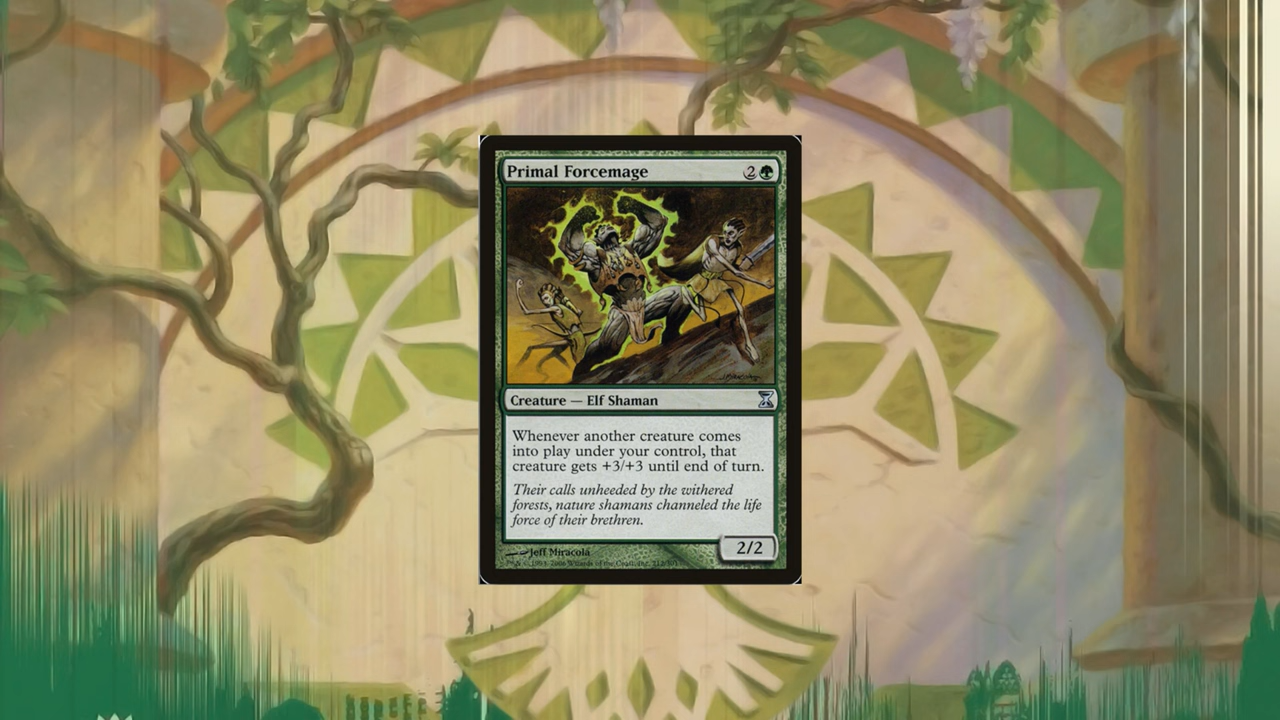 Primal Forcemage 2
Creature — Elf Shaman
Whenever another creature comes
into play under your control, that
creature gets +3/+3 until end of turn.
Their calls unheeded by the withered
forests, nature shamans channeled the life
force of their brethren.
2/2
Jeff Miracola